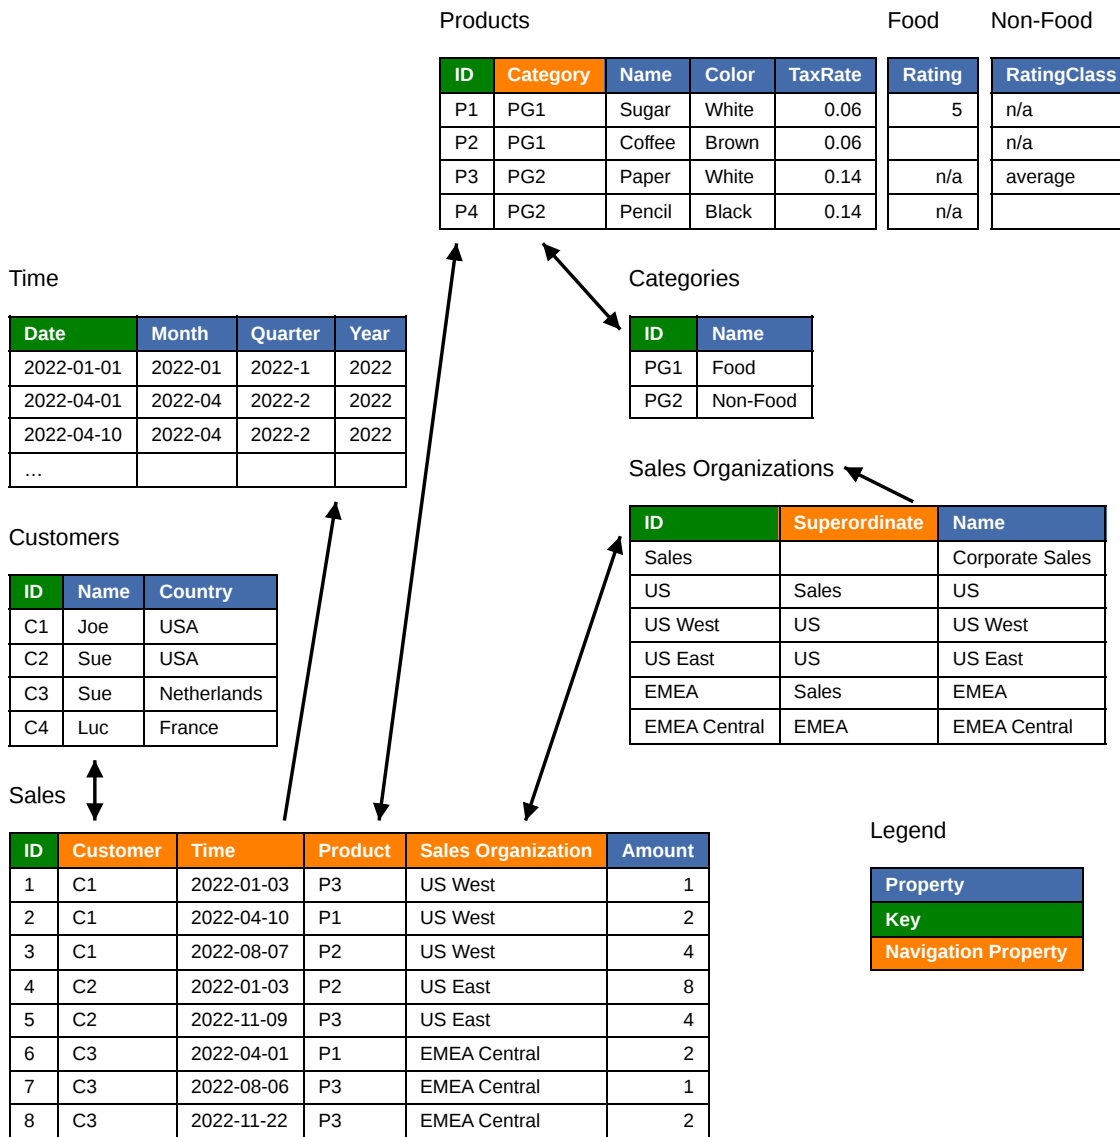 Products
Food
Non-Food
ID Category Name Color TaxRate Rating RatingClass
P1 PG1 Sugar White 0.06 5 n/a
P2 PG1 Coffee Brown 0.06 n/a
P3 PG2 Paper White 0.14 n/a average
P4 PG2 Pencil Black 0.14 n/a
Time
Date Month Quarter Year
2022-01-01 2022-01 2022-1 2022
2022-04-01 2022-04 2022-2 2022
2022-04-10 2022-04 2022-2 2022
…
Categories
ID Name
PG1 Food
PG2 Non-Food
Sales Organizations
ID Superordinate Name
Sales Corporate Sales
US Sales US
US West US US West
US East US US East
EMEA Sales EMEA
EMEA Central EMEA EMEA Central
Customers
ID Name Country
C1 Joe USA
C2 Sue USA
C3 Sue Netherlands
C4 Luc France
Sales
ID Customer Time Product Sales Organization Amount
1 C1 2022-01-03 P3 US West 1
2 C1 2022-04-10 P1 US West 2
3 C1 2022-08-07 P2 US West 4
4 C2 2022-01-03 P2 US East 8
5 C2 2022-11-09 P3 US East 4
6 C3 2022-04-01 P1 EMEA Central 2
7 C3 2022-08-06 P3 EMEA Central 1
8 C3 2022-11-22 P3 EMEA Central 2
Legend
Property
Key
Navigation Property